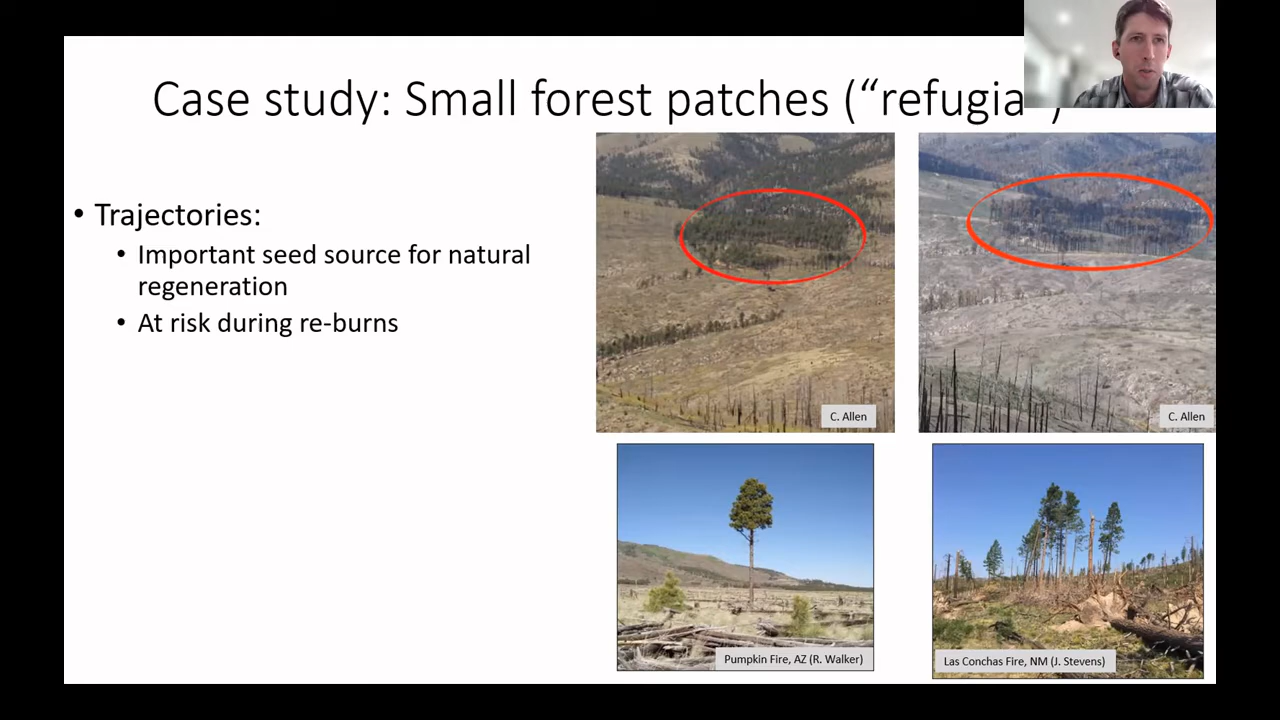 Case study: Small forest patches (“refugia”)
• Trajectories:
• Important seed source for natural
regeneration
• At risk during re-burns
C. Allen
C. Allen
Pumpkin Fire, AZ (R. Walker)
Las Conchas Fire, NM (J. Stevens)